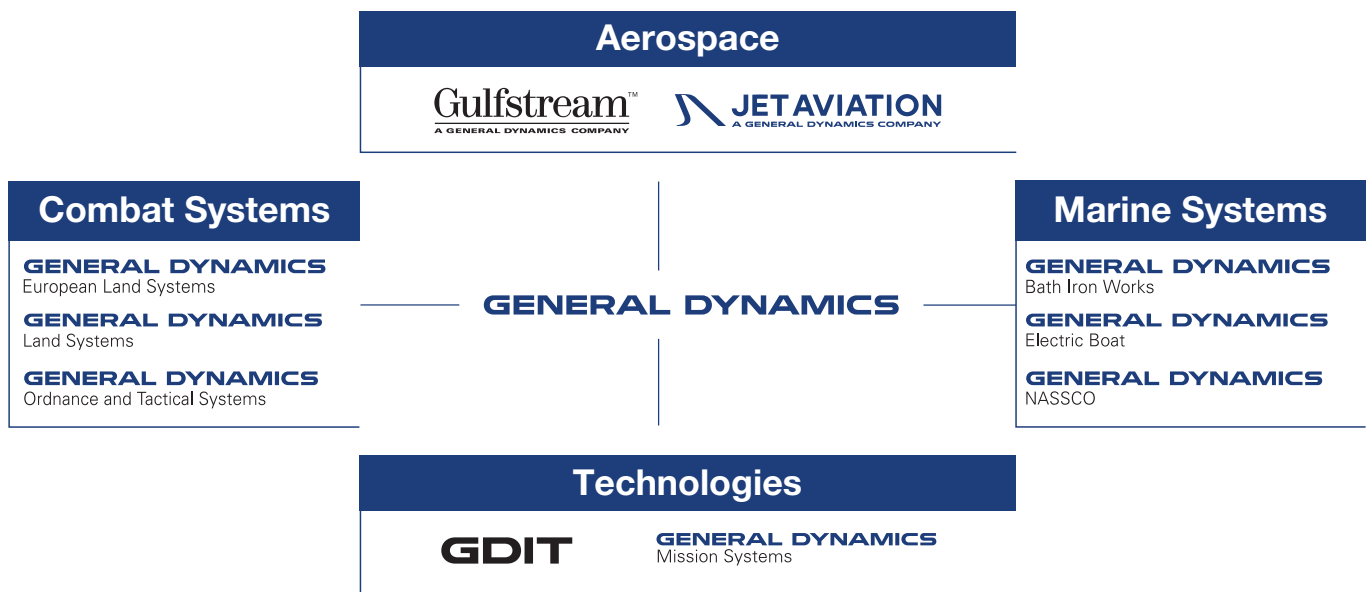 Aerospace
Gulfstream™
A GENERAL DYNAMICS COMPANY
JET AVIATION
A GENERAL DYNAMICS COMPANY
Combat Systems
GENERAL DYNAMICS
European Land Systems
GENERAL DYNAMICS
Land Systems
GENERAL DYNAMICS
Ordnance and Tactical Systems
GENERAL DYNAMICS
Marine Systems
GENERAL DYNAMICS
Bath Iron Works
GENERAL DYNAMICS
Electric Boat
GENERAL DYNAMICS
NASSCO
Technologies
GDIT
GENERAL DYNAMICS
Mission Systems